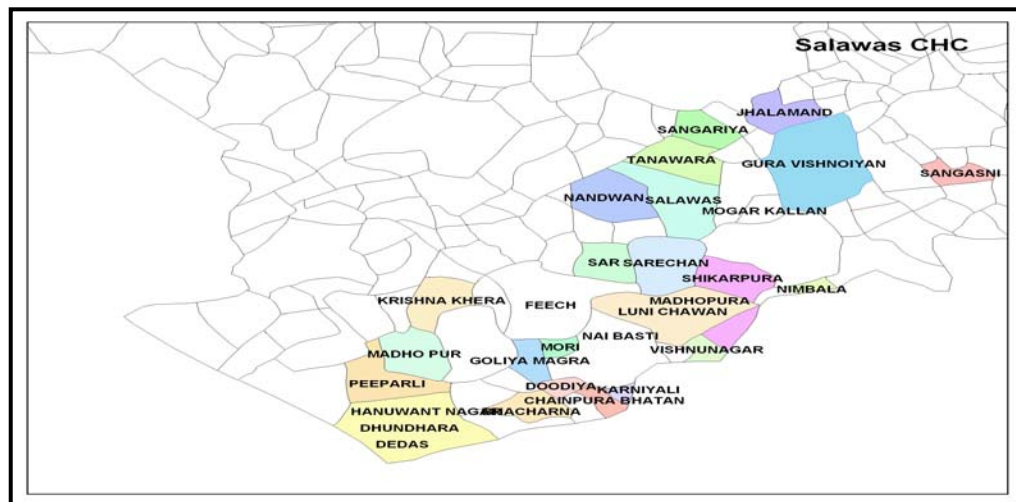 Salawas CHC
JHALAMAND
SANGARIYA
TANAWARA
GURA VISHNOIYAN
SANGASNI
NANDWAN
SALAWAS
MOGAR KALLAN
SAR
SARECHAN
SHIKARPURA
NIMBALA
KRISHNA KHERA
FEECH
MADHOPURA
LUNI CHAWAN
NAI BASTI
MORI
VISHNUNAGAR
MADHO PUR
GOLIYA MAGRA
PEEPARLI
DOODIYA
KARNIYALI
CHAINPURA BHATAN
HANUWANT NAGAR
DHUNDHARA
DEDAS